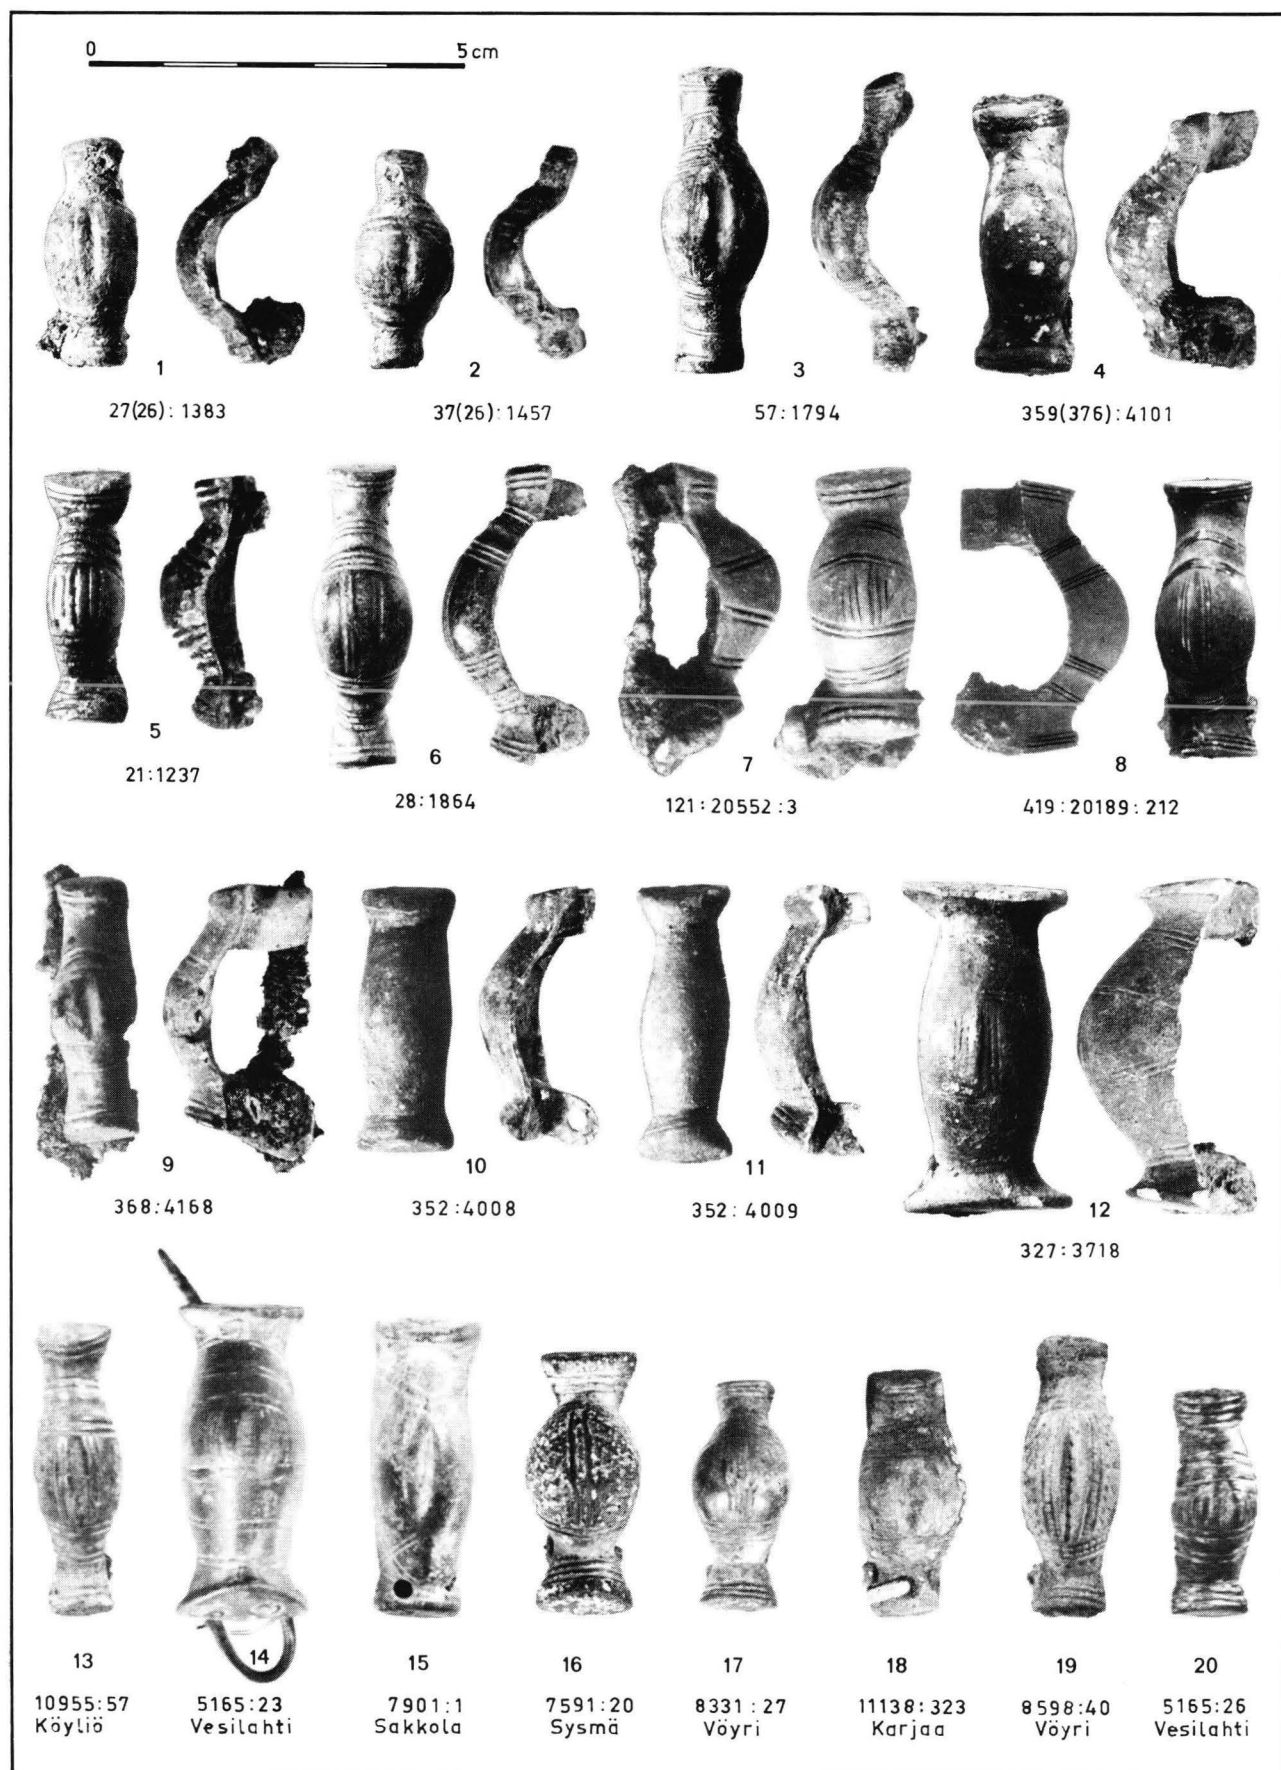 0 5 cm
1 2 3 4
27(26):1383 37(26):1457 57:1794 359(376):4101
5 6 7 8
21:1237 28:1864 121:20552:3 419:20189:212
9 10 11 12
368:4168 352:4008 352:4009 327:3718
13 14 15 16 17 18 19 20
10955:57 5165:23 7901:1 7591:20 8331:27 11138:323 8598:40 5165:26
Köyliö Vesilahti Sakkola Sysmä Vöyri Karjaa Vöyri Vesilahti